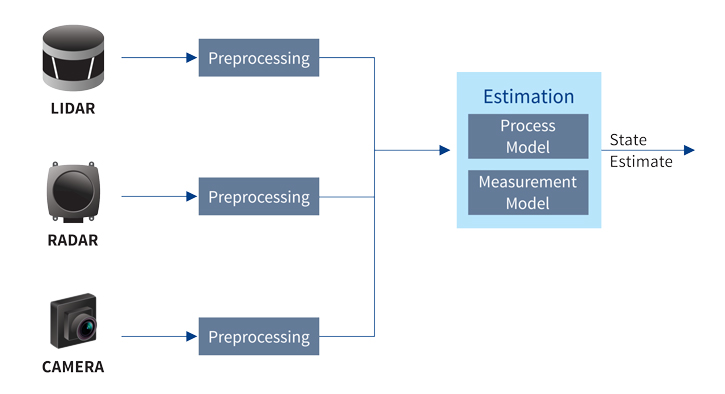 LIDAR
Preprocessing
RADAR
Preprocessing
CAMERA
Preprocessing
Estimation
Process
Model
Measurement
Model
State
Estimate